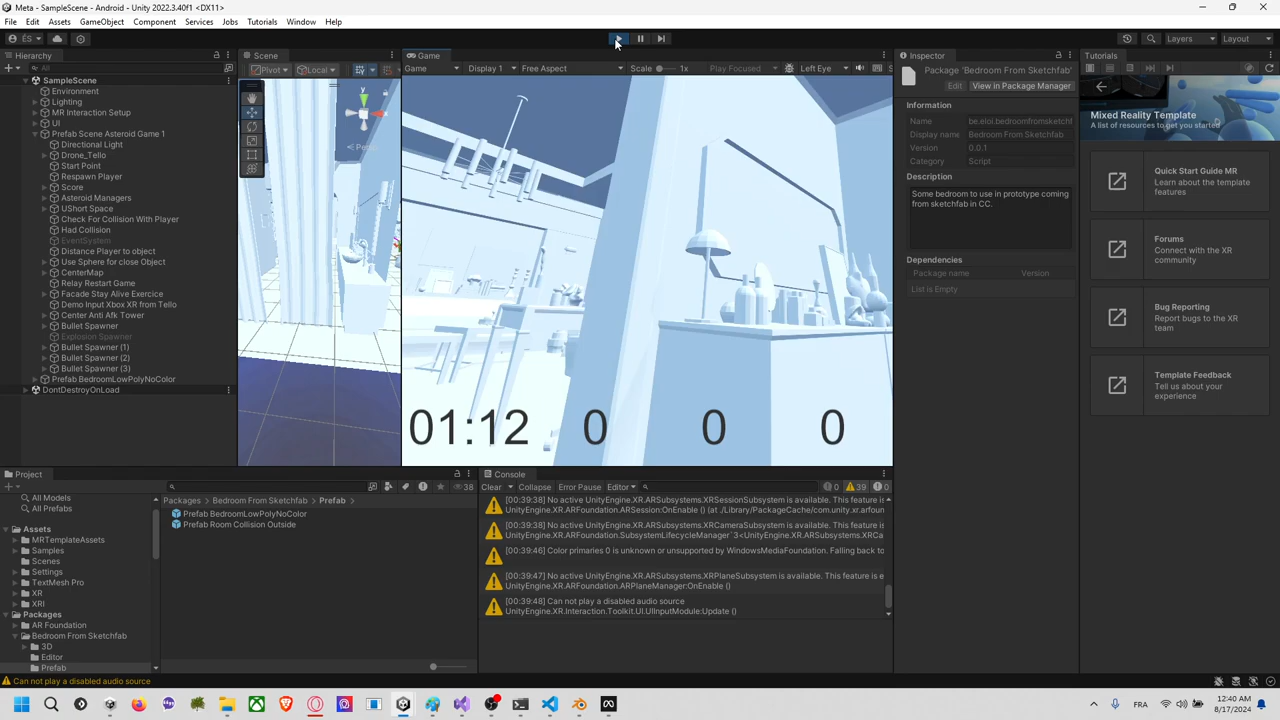 Meta - SampleScene - Android - Unity 2022.3.40f1 <DX11>
File Edit Assets GameObject Component Services Jobs Tutorials Window Help
ÉS
Layers Layout
Hierarchy
All
SampleScene
Environment
Lighting
MR Interaction Setup
UI
Prefab Scene Asteroid Game 1
Directional Light
Drone_Tello
Start Point
Respawn Player
Score
Asteroid Managers
UShort Space
Check For Collision With Player
Had Collision
EventSystem
Distance Player to object
Use Sphere for close Object
CenterMap
Relay Restart Game
Facade Stay Alive Exercice
Demo Input Xbox XR from Tello
Center Anti Afk Tower
Bullet Spawner
Explosion Spawner
Bullet Spawner (1)
Bullet Spawner (2)
Bullet Spawner (3)
Prefab BedroomLowPolyNoColor
DontDestroyOnLoad
Scene
Pivot Local
y
Persp
Game
Game Display 1 Free Aspect Scale 1x Play Focused Left Eye
01:12 0 0 0
Inspector
Package 'Bedroom From Sketchfab'
Edit View in Package Manager
Information
Name be.eloi.bedroomfromsketchf
Display name Bedroom From Sketchfab
Version 0.0.1
Category Script
Description
Some bedroom to use in prototype coming
from sketchfab in CC.
Dependencies
Package name Version
List is Empty
Tutorials
Mixed Reality Template
A list of resources to get you started
Quick Start Guide MR
Learn about the template
features
Forums
Connect with the XR
community
Bug Reporting
Report bugs to the XR
team
Template Feedback
Tell us about your
experience
Project
38
All Models
All Prefabs
Assets
MRTemplateAssets
Samples
Scenes
Settings
TextMesh Pro
XR
XRI
Packages
AR Foundation
Bedroom From Sketchfab
3D
Editor
Prefab
Packages > Bedroom From Sketchfab > Prefab >
Prefab BedroomLowPolyNoColor
Prefab Room Collision Outside
Console
Clear Collapse Error Pause Editor 0 39 0
[00:39:38] No active UnityEngine.XR.ARSubsystems.XRSessionSubsystem is available. This feature is
UnityEngine.XR.ARFoundation.ARSession:OnEnable () (at ./Library/PackageCache/com.unity.xr.arfoun
[00:39:38] No active UnityEngine.XR.ARSubsystems.XRCameraSubsystem is available. This feature is
UnityEngine.XR.ARFoundation.SubsystemLifecycleManager`3<UnityEngine.XR.ARSubsystems.XRCa
[00:39:46] Color primaries 0 is unknown or unsupported by WindowsMediaFoundation. Falling back to
[00:39:47] No active UnityEngine.XR.ARSubsystems.XRPlaneSubsystem is available. This feature is e
UnityEngine.XR.ARFoundation.ARPlaneManager:OnEnable ()
[00:39:48] Can not play a disabled audio source
UnityEngine.XR.Interaction.Toolkit.UI.UIInputModule:Update ()
Can not play a disabled audio source
FRA
12:40 AM
8/17/2024